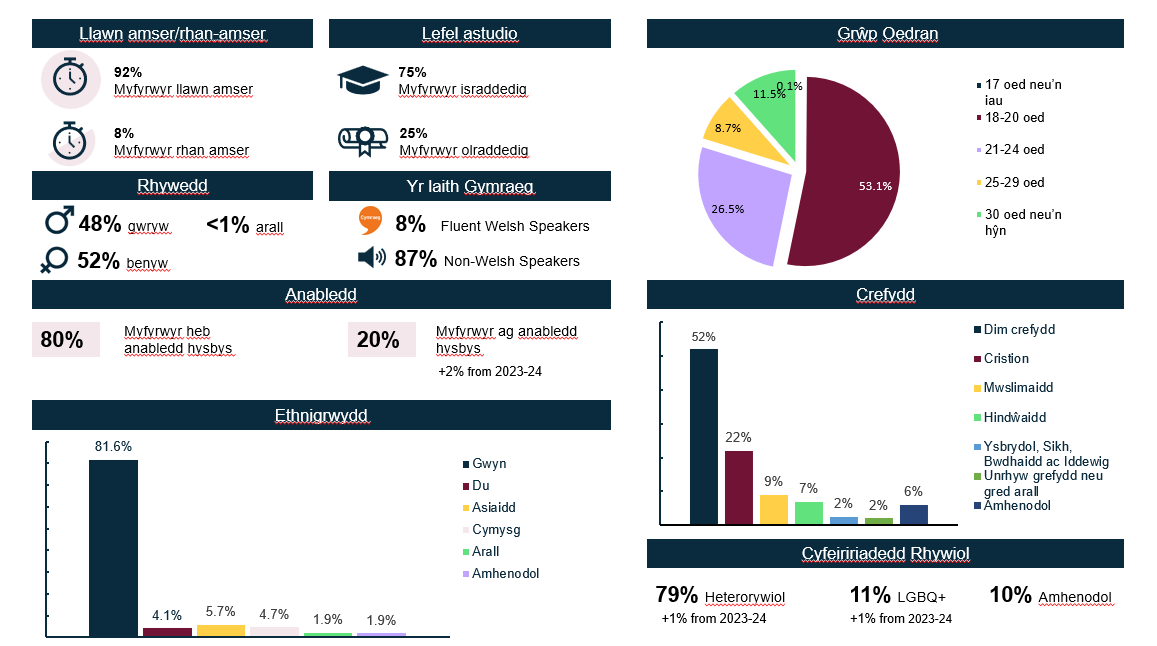 Llawn amser/rhan-amser
92%
Myfyrwyr llawn amser
8%
Myfyrwyr rhan amser
Lefel astudio
75%
Myfyrwyr israddedig
25%
Myfyrwyr olraddedig
Rhywedd
48% gwryw
<1% arall
52% benyw
Yr Iaith Gymraeg
Cymraeg
8% Fluent Welsh Speakers
87% Non-Welsh Speakers
Anabledd
80%
Myfyrwyr heb
anabledd hysbys
20%
Myfyrwyr ag anabledd
hysbys
+2% from 2023-24
Ethnigrwydd
81.6%
4.1%
5.7%
4.7%
1.9%
1.9%
Gwyn
Du
Asiaidd
Cymysg
Arall
Amhenodol
Grŵp Oedran
0.1%
11.5%
8.7%
26.5%
53.1%
17 oed neu'n
iau
18-20 oed
21-24 oed
25-29 oed
30 oed neu'n
hŷn
Crefydd
52%
22%
9%
7%
2%
2%
6%
Dim crefydd
Cristion
Mwslimaidd
Hindŵaidd
Ysbrydol, Sikh,
Bwdhaidd ac Iddewig
Unrhyw grefydd neu
gred arall
Amhenodol
Cyfeiririadedd Rhywiol
79% Heterorywiol
+1% from 2023-24
11% LGBQ+
+1% from 2023-24
10% Amhenodol